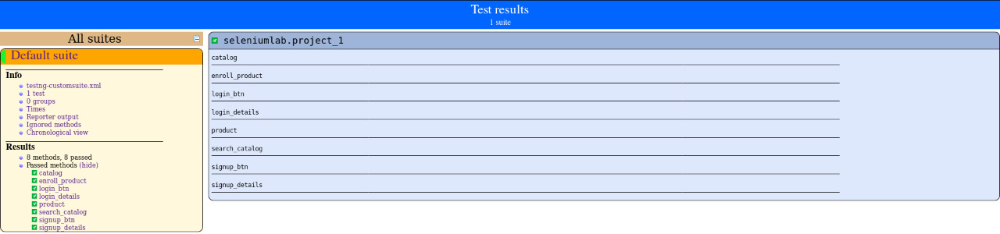 Test results
1 suite
All suites
Default suite
Info
testng-customsuite.xml
1 test
0 groups
Times
Reporter output
Ignored methods
Chronological view
Results
8 methods, 8 passed
Passed methods (hide)
catalog
enroll_product
login_btn
login_details
product
search_catalog
signup_btn
signup_details
seleniumlab.project_1
catalog
enroll_product
login_btn
login_details
product
search_catalog
signup_btn
signup_details